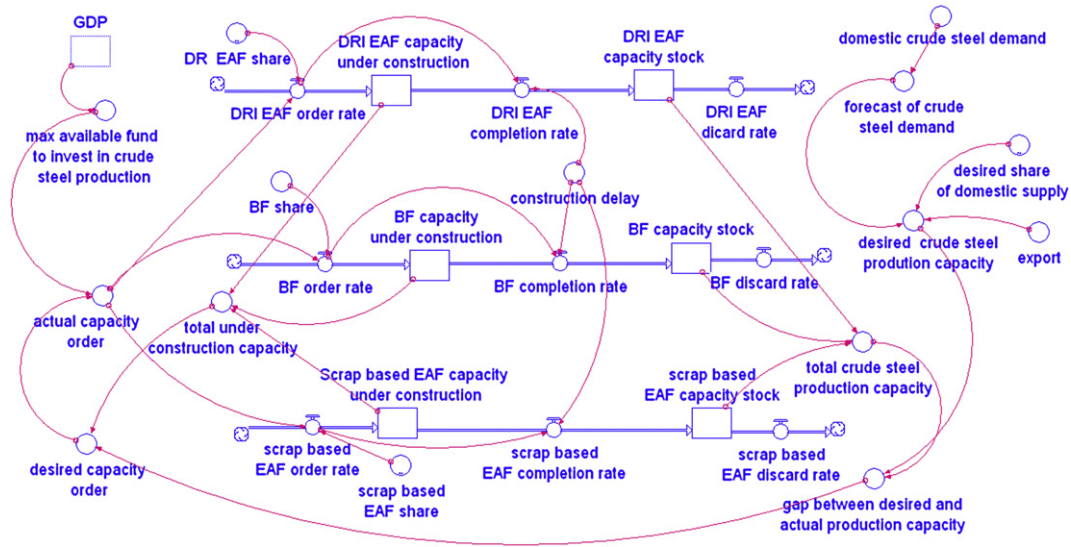 GDP
DR EAF share
DRI EAF capacity
under construction
DRI EAF
capacity stock
domestic crude steel demand
DRI EAF order rate
DRI EAF
completion rate
DRI EAF
dicard rate
forecast of crude
steel demand
max available fund
to invest in crude
steel production
BF share
construction delay
desired share
of domestic supply
BF capacity
under construction
BF capacity stock
desired crude steel
prodution capacity
export
BF order rate
BF completion rate
BF discard rate
actual capacity
order
total under
construction capacity
total crude steel
production capacity
Scrap based EAF capacity
under construction
scrap based
EAF capacity stock
desired capacity
order
scrap based
EAF order rate
scrap based
EAF completion rate
scrap based
EAF discard rate
scrap based
EAF share
gap between desired and
actual production capacity